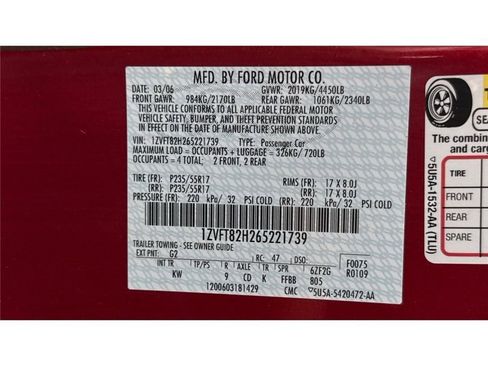 MFD. BY FORD MOTOR CO.
DATE: 03/06 GVWR: 2019KG/4450LB
FRONT GAWR: 984KG/2170LB REAR GAWR: 1061KG/2340LB
THIS VEHICLE CONFORMS TO ALL APPLICABLE FEDERAL MOTOR
VEHICLE SAFETY, BUMPER, AND THEFT PREVENTION STANDARDS
IN EFFECT ON THE DATE OF MANUFACTURE SHOWN ABOVE.
VIN: 1ZVFT82H265221739 TYPE: Passenger Car
MAXIMUM LOAD = OCCUPANTS + LUGGAGE = 326KG/720LB
OCCUPANTS = 4 TOTAL; 2 FRONT, 2 REAR
TIRE (FR): P235/55R17 RIMS (FR): 17 X 8.0J
(RR): P235/55R17 (RR): 17 X 8.0J
PRESSURE (FR): 220 kPa/ 32 PSI COLD (RR): 220 kPa/ 32 PSI COLD
1ZVFT82H265221739
TRAILER TOWING - SEE OWNER GUIDE
EXT PNT: G2 RC: 47 DSO: F0075
INT TR TP/PS R AXLE TR SPR 6ZF2G R0109
KW 9 CD K FFBB 805
1200603181429 CMC 5U5A-5420472-AA
5U5A-1532-AA (TLU)
The combin
and carg
TIRE
FRONT
REAR
SPARE